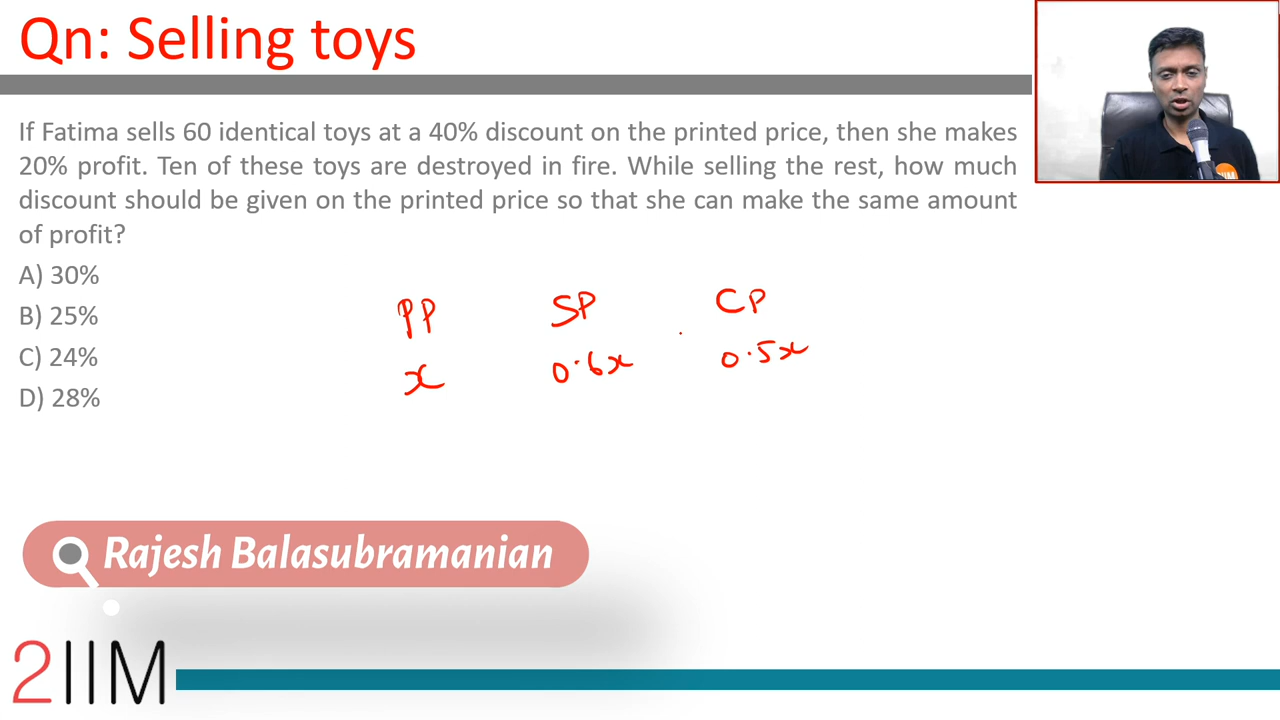 Qn: Selling toys
If Fatima sells 60 identical toys at a 40% discount on the printed price, then she makes
20% profit. Ten of these toys are destroyed in fire. While selling the rest, how much
discount should be given on the printed price so that she can make the same amount
of profit?
A) 30%
B) 25%
C) 24%
D) 28%
PP SP CP
x 0.6x 0.5x
Rajesh Balasubramanian
2IIM